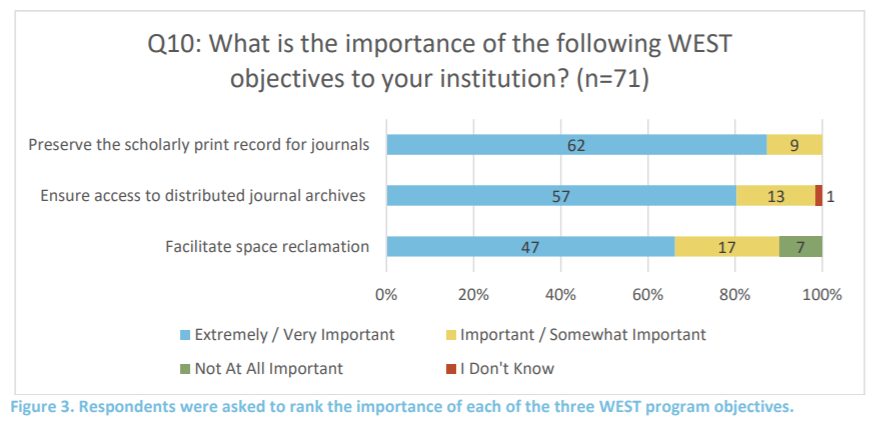 Q10: What is the importance of the following WEST
objectives to your institution? (n=71)
Preserve the scholarly print record for journals
62
9
Ensure access to distributed journal archives
57
13
1
Facilitate space reclamation
47
17
7
0%
20%
40%
60%
80%
100%
Extremely / Very Important
Important / Somewhat Important
Not At All Important
I Don't Know
Figure 3. Respondents were asked to rank the importance of each of the three WEST program objectives.